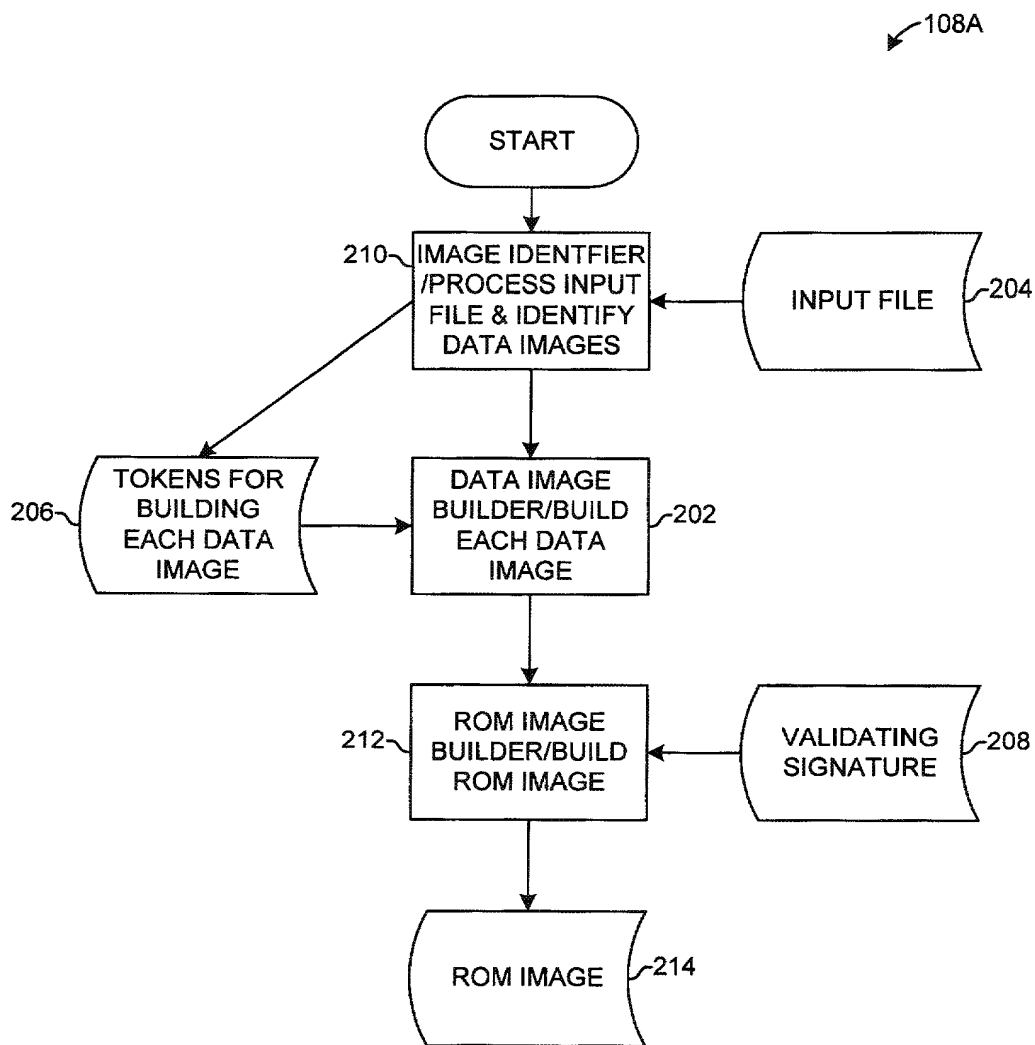 108A
START
210
IMAGE IDENTFIER
/PROCESS INPUT
FILE & IDENTIFY
DATA IMAGES
INPUT FILE
204
206
TOKENS FOR
BUILDING
EACH DATA
IMAGE
DATA IMAGE
BUILDER/BUILD
EACH DATA
IMAGE
202
212
ROM IMAGE
BUILDER/BUILD
ROM IMAGE
VALIDATING
SIGNATURE
208
ROM IMAGE
214